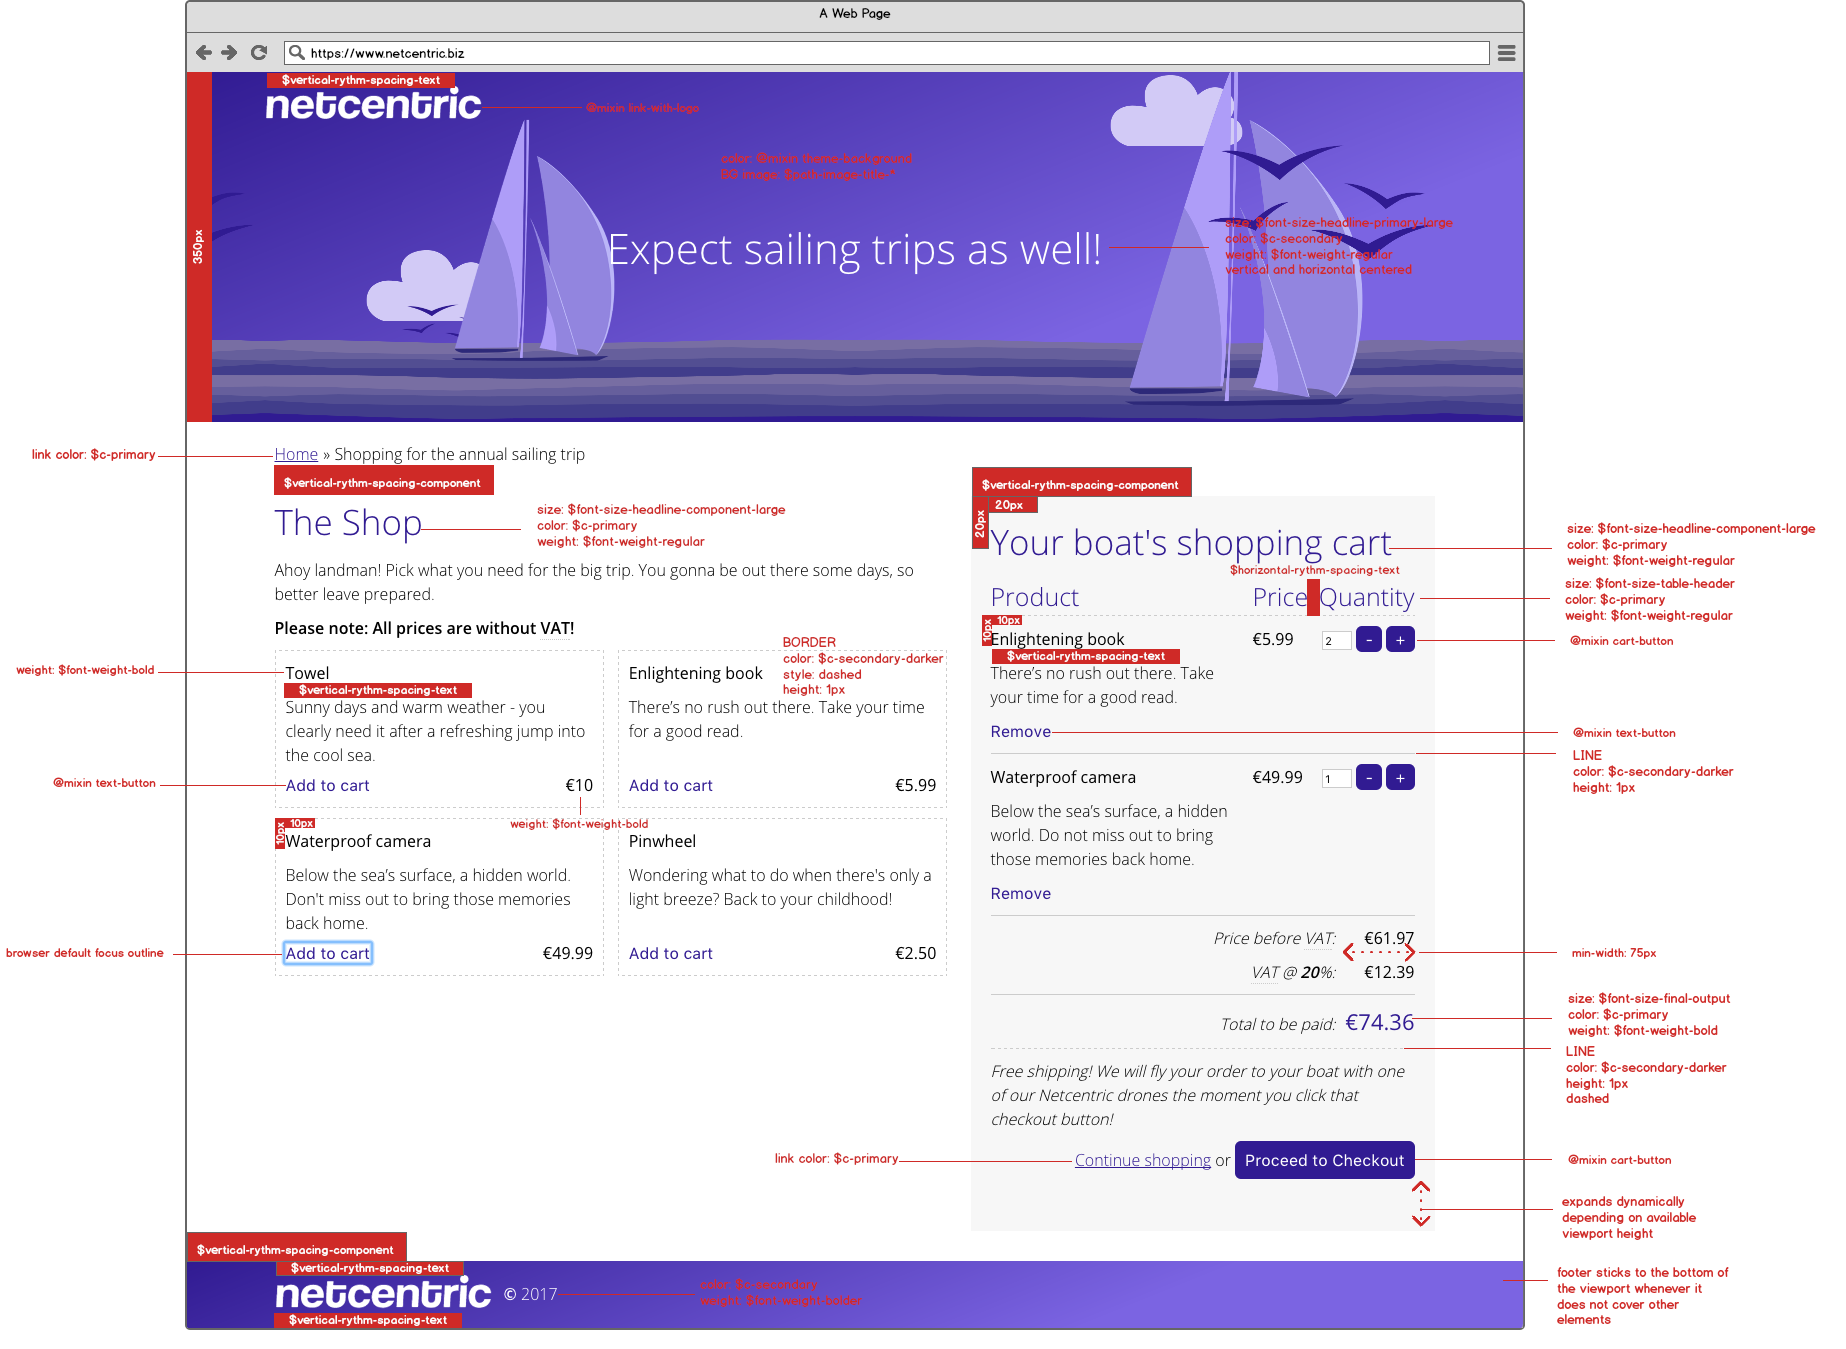 A Web Page
https://www.netcentric.biz
$vertical-rythm-spacing-text
netcentric
@mixin link-with-logo
color: @mixin theme-background
BG image: $path-image-title-*
350px
Expect sailing trips as well!
size: $font-size-headline-primary-large
color: $c-secondary
weight: $font-weight-regular
vertical and horizontal centered
link color: $c-primary
Home » Shopping for the annual sailing trip
$vertical-rythm-spacing-component
The Shop
size: $font-size-headline-component-large
color: $c-primary
weight: $font-weight-regular
Ahoy landman! Pick what you need for the big trip. You gonna be out there some days, so
better leave prepared.
Please note: All prices are without VAT!
BORDER
color: $c-secondary-darker
style: dashed
height: 1px
weight: $font-weight-bold
Towel
$vertical-rythm-spacing-text
Sunny days and warm weather - you
clearly need it after a refreshing jump into
the cool sea.
@mixin text-button
Add to cart
€10
weight: $font-weight-bold
Enlightening book
There’s no rush out there. Take your time
for a good read.
Add to cart
€5.99
10px
10px
Waterproof camera
Below the sea’s surface, a hidden world.
Don't miss out to bring those memories
back home.
browser default focus outline
Add to cart
€49.99
Pinwheel
Wondering what to do when there's only a
light breeze? Back to your childhood!
Add to cart
€2.50
$vertical-rythm-spacing-component
20px
20px
Your boat's shopping cart
size: $font-size-headline-component-large
color: $c-primary
weight: $font-weight-regular
$horizontal-rythm-spacing-text
Product Price Quantity
size: $font-size-table-header
color: $c-primary
weight: $font-weight-regular
10px
10px
Enlightening book €5.99 2 - +
@mixin cart-button
$vertical-rythm-spacing-text
There’s no rush out there. Take
your time for a good read.
Remove
@mixin text-button
LINE
color: $c-secondary-darker
height: 1px
Waterproof camera €49.99 1 - +
Below the sea’s surface, a hidden
world. Do not miss out to bring
those memories back home.
Remove
Price before VAT: €61.97
min-width: 75px
VAT @ 20%: €12.39
size: $font-size-final-output
color: $c-primary
weight: $font-weight-bold
Total to be paid: €74.36
LINE
color: $c-secondary-darker
height: 1px
dashed
Free shipping! We will fly your order to your boat with one
of our Netcentric drones the moment you click that
checkout button!
link color: $c-primary
Continue shopping or Proceed to Checkout
@mixin cart-button
expands dynamically
depending on available
viewport height
$vertical-rythm-spacing-component
$vertical-rythm-spacing-text
netcentric © 2017
color: $c-secondary
weight: $font-weight-bolder
$vertical-rythm-spacing-text
footer sticks to the bottom of
the viewport whenever it
does not cover other
elements